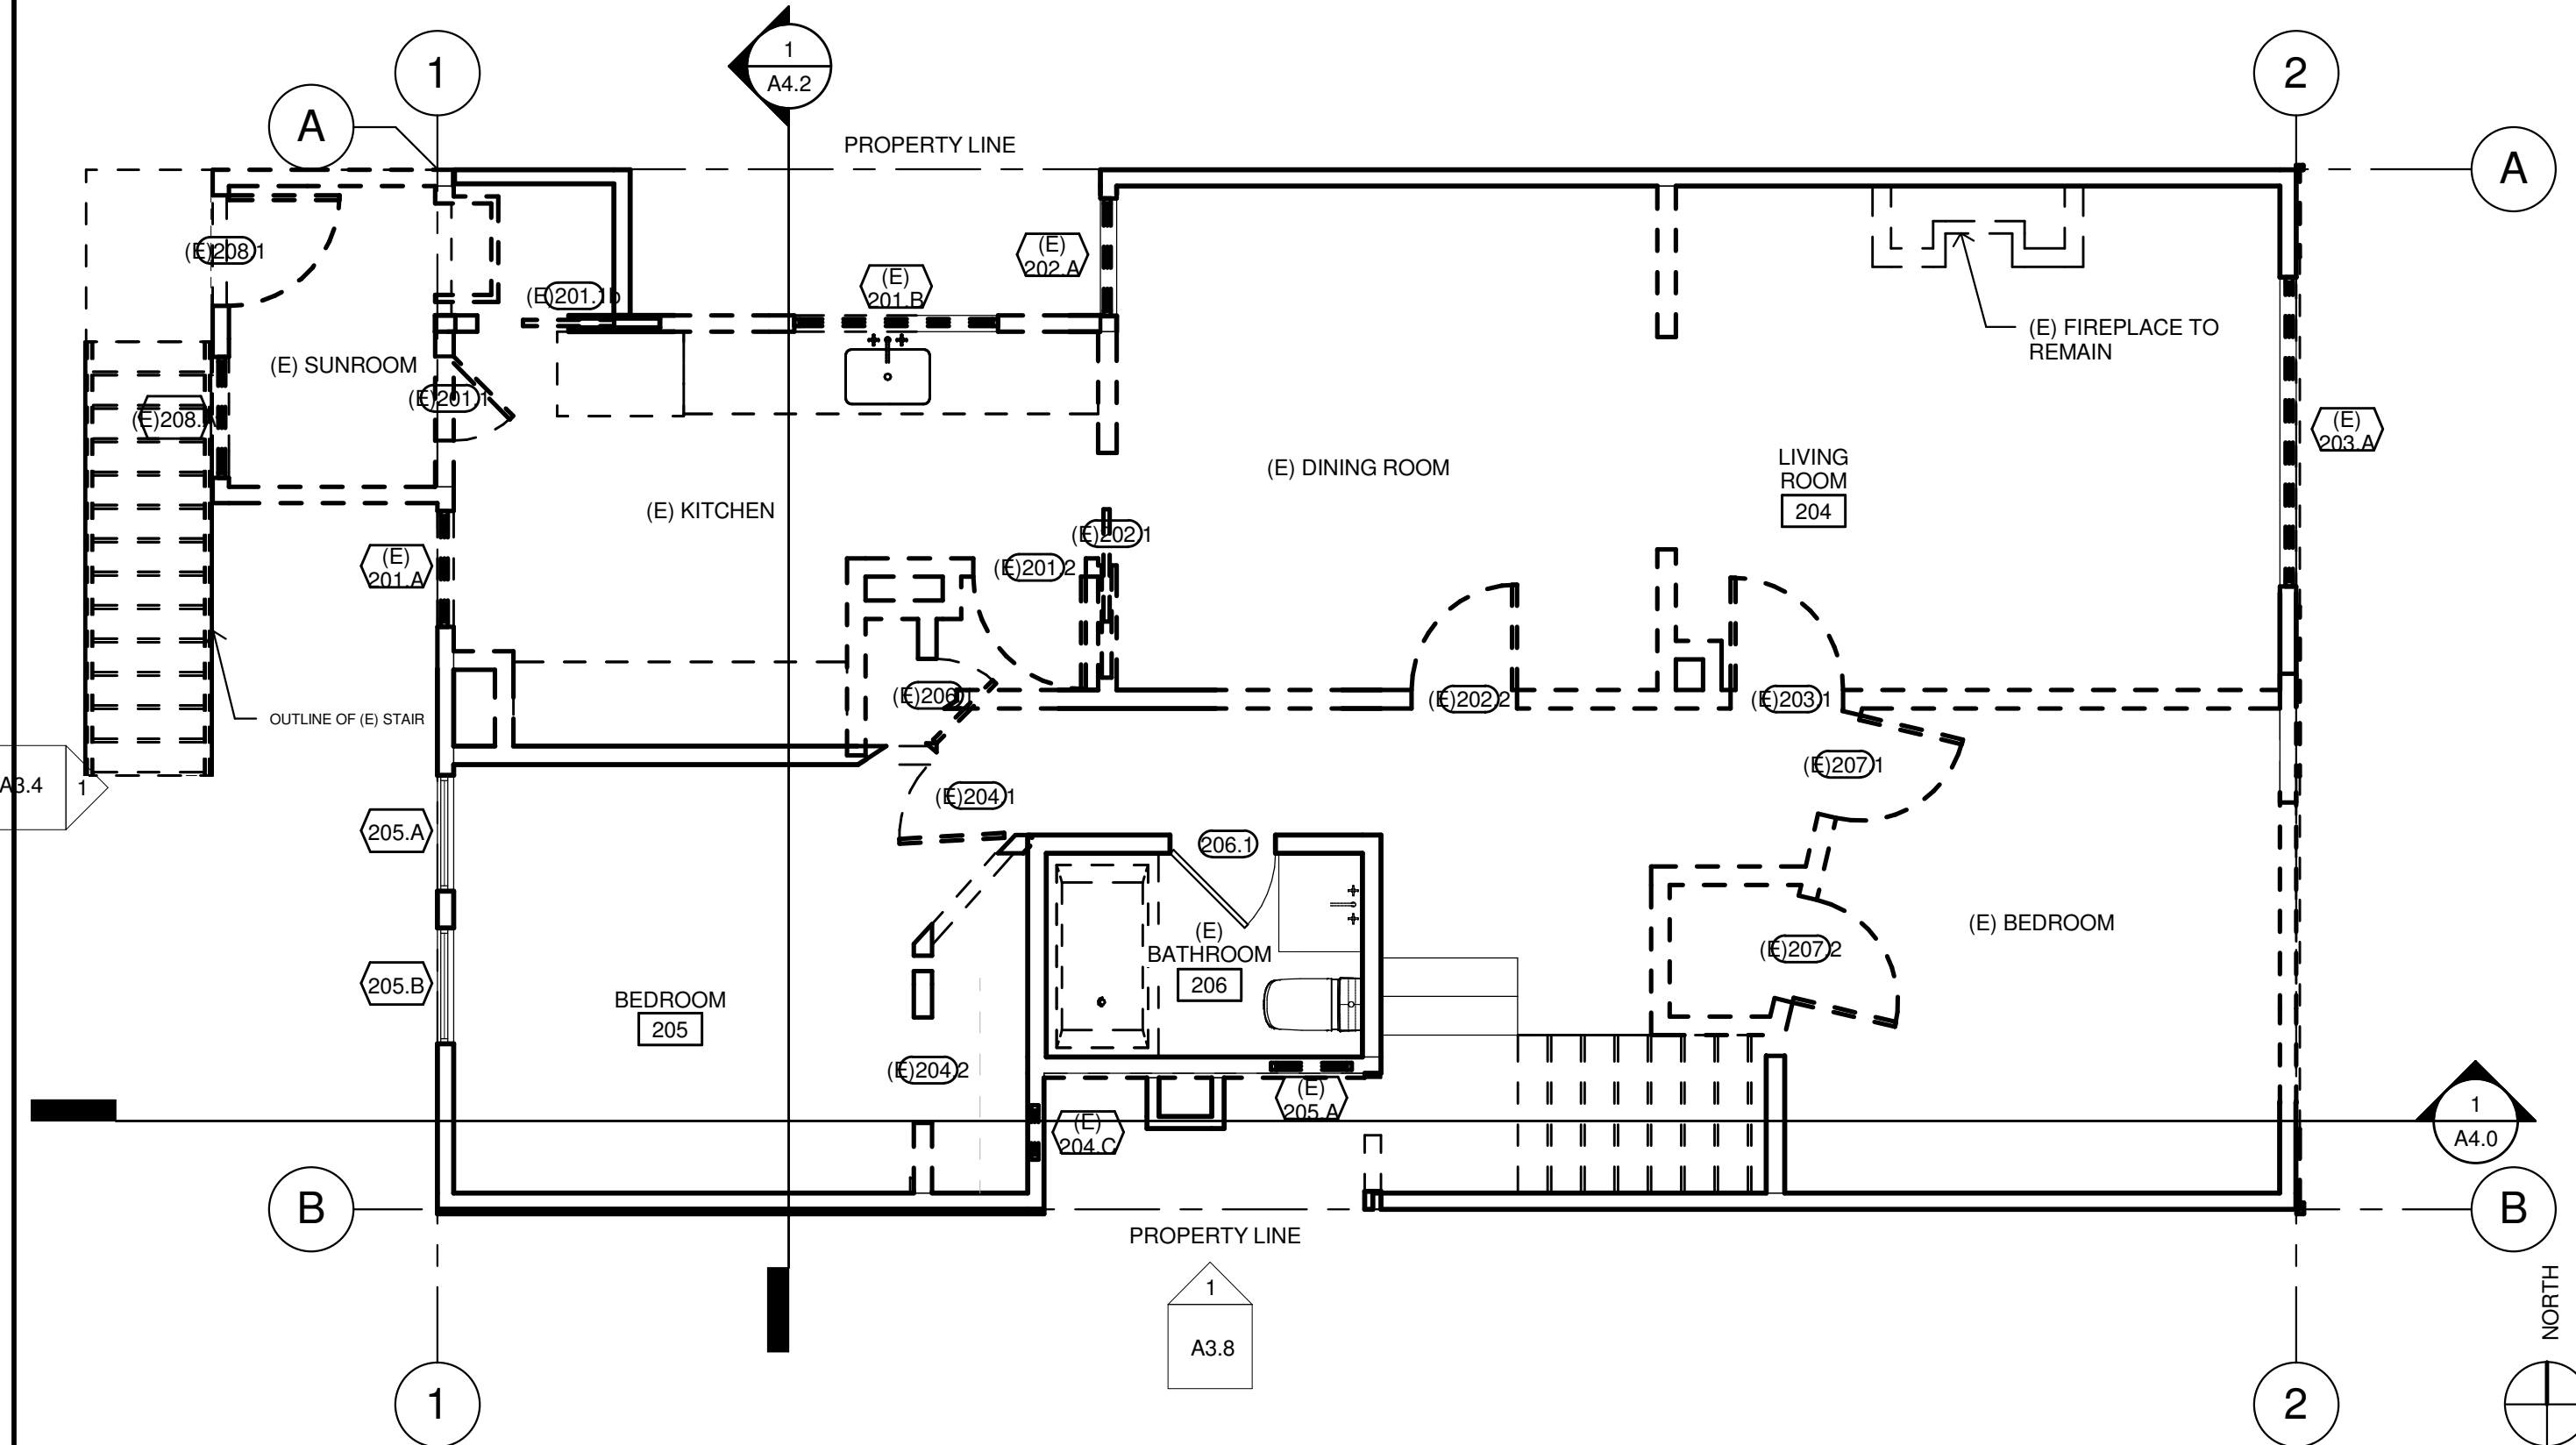 1
1
A4.2
2
A
PROPERTY LINE
A
(E)208.1
(E)
202.A
(E)
201.B
(E)201.1b
(E) FIREPLACE TO
REMAIN
(E) SUNROOM
(E)201.1
(E)208.
(E)
203.A
(E) DINING ROOM
LIVING
ROOM
204
(E) KITCHEN
(E)202.1
(E)
201.A
(E)201.2
(E)206.1
(E)202.2
(E)203.1
OUTLINE OF (E) STAIR
(E)207.1
A3.4
1
(E)204.1
205.A
206.1
(E)
BATHROOM
206
(E) BEDROOM
(E)207.2
205.B
BEDROOM
205
(E)204.2
(E)
205.A
(E)
204.C
1
A4.0
B
B
PROPERTY LINE
1
A3.8
NORTH
1
2